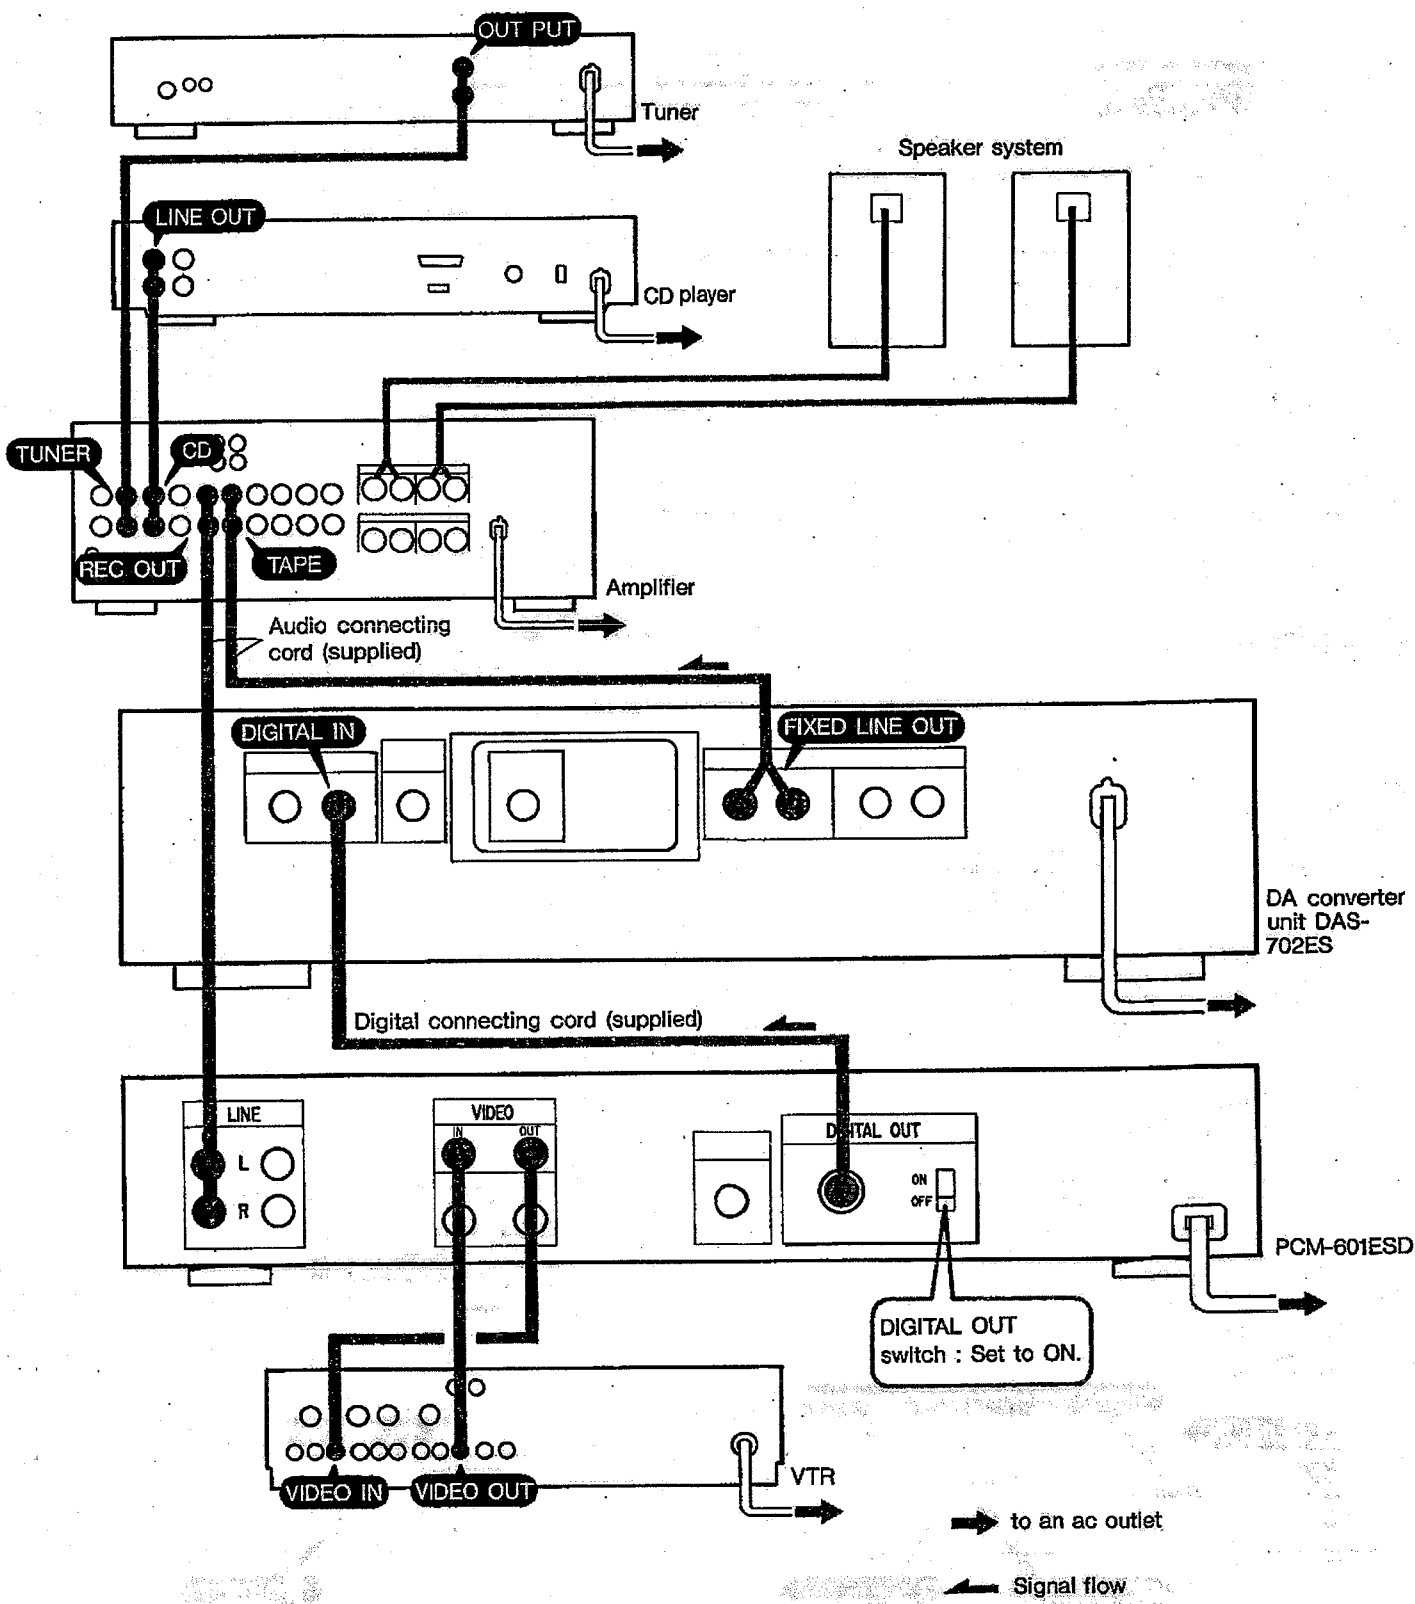 OUT PUT
Tuner
Speaker system
LINE OUT
CD player
TUNER
CD
REC OUT
TAPE
Amplifier
Audio connecting
cord (supplied)
DIGITAL IN
FIXED LINE OUT
DA converter
unit DAS-
702ES
Digital connecting cord (supplied)
LINE
L
R
VIDEO
IN
OUT
DIGITAL OUT
ON
OFF
PCM-601ESD
DIGITAL OUT
switch : Set to ON.
VIDEO IN
VIDEO OUT
VTR
to an ac outlet
Signal flow